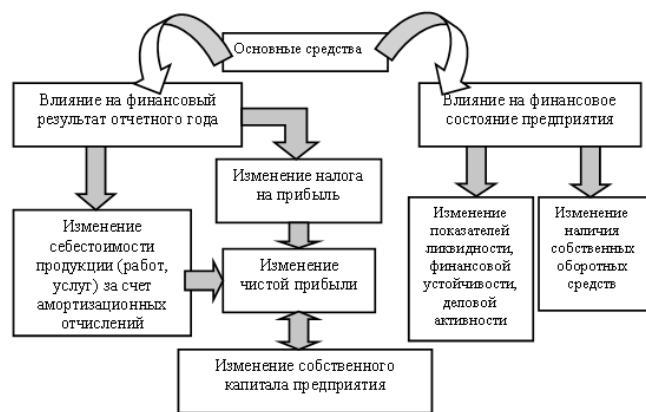 Основные средства
Влияние на финансовый
результат отчетного года
Влияние на финансовое
состояние предприятия
Изменение налога
на прибыль
Изменение
себестоимости
продукции (работ,
услуг) за счет
амортизационных
отчислений
Изменение
чистой прибыли
Изменение
показателей
ликвидности,
финансовой
устойчивости,
деловой
активности
Изменение
наличия
собственных
оборотных
средств
Изменение собственного
капитала предприятия